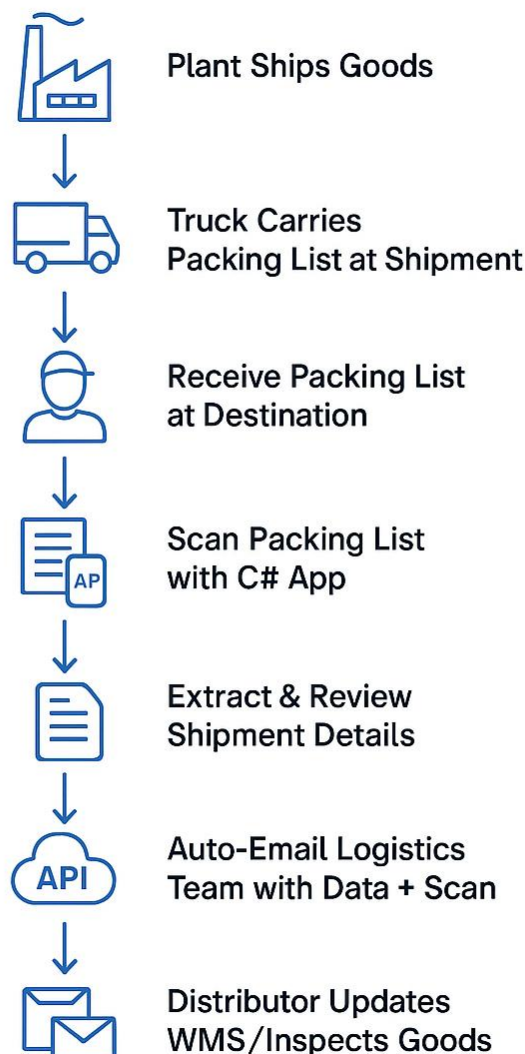 Plant Ships Goods
Truck Carries
Packing List at Shipment
Receive Packing List
at Destination
Scan Packing List
with C# App
AP
Extract & Review
Shipment Details
Auto-Email Logistics
Team with Data + Scan
API
Distributor Updates
WMS/Inspects Goods